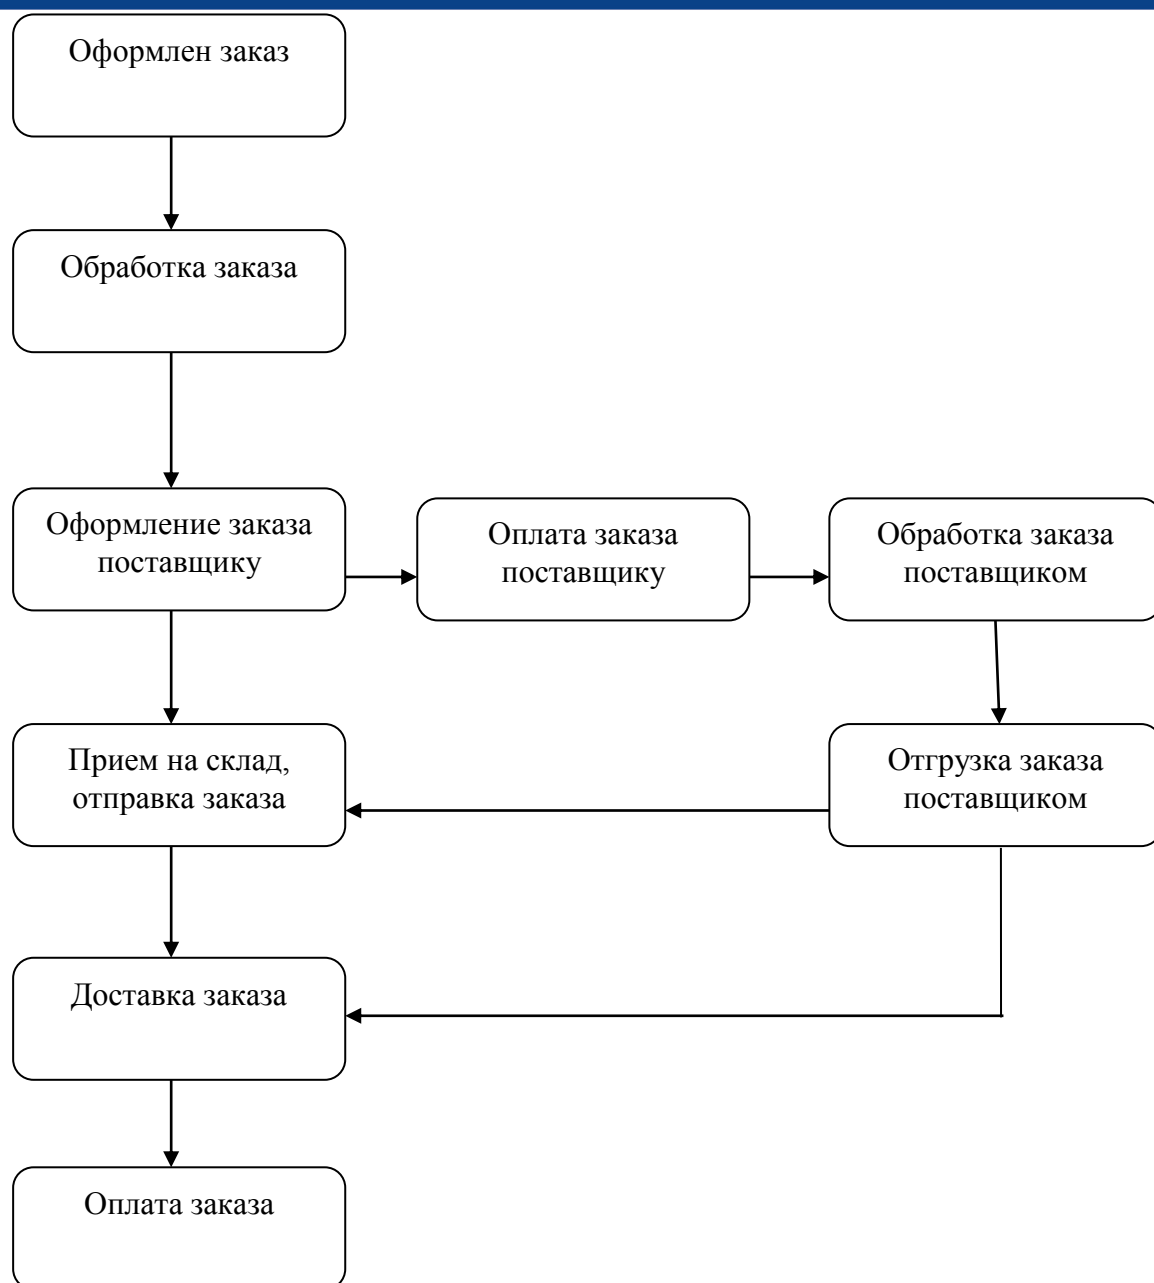 Оформлен заказ
Обработка заказа
Оформление заказа
поставщику
Оплата заказа
поставщику
Обработка заказа
поставщиком
Прием на склад,
отправка заказа
Отгрузка заказа
поставщиком
Доставка заказа
Оплата заказа